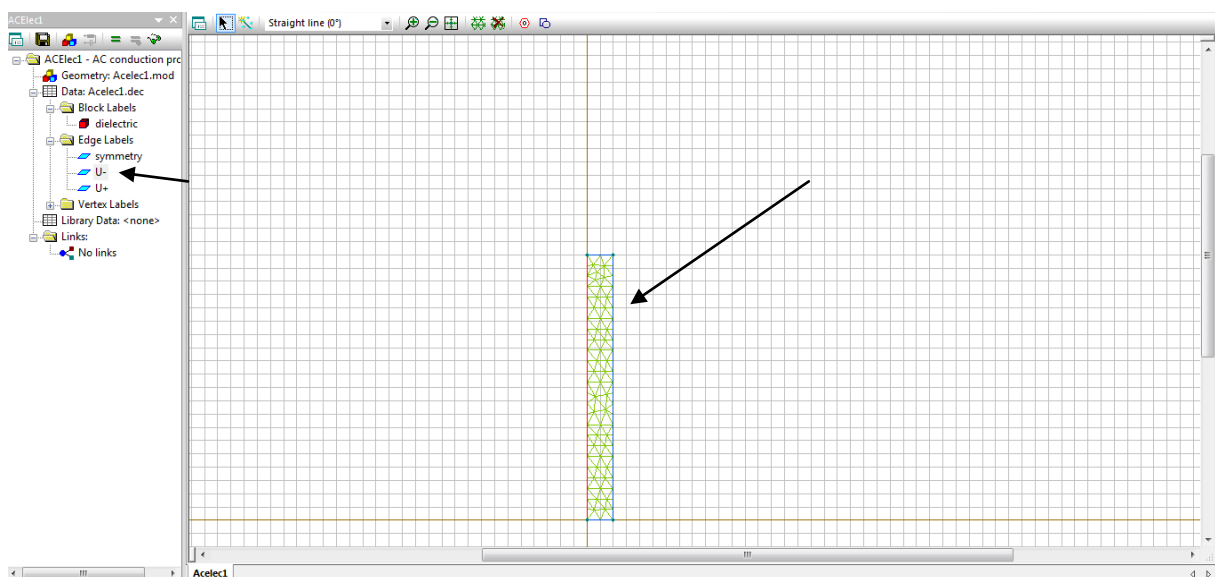 ACElec1
Straight line (0°)
ACElec1 - AC conduction prc
Geometry: Acelec1.mod
Data: Acelec1.dec
Block Labels
dielectric
Edge Labels
symmetry
U-
U+
Vertex Labels
Library Data: <none>
Links:
No links
Acelec1